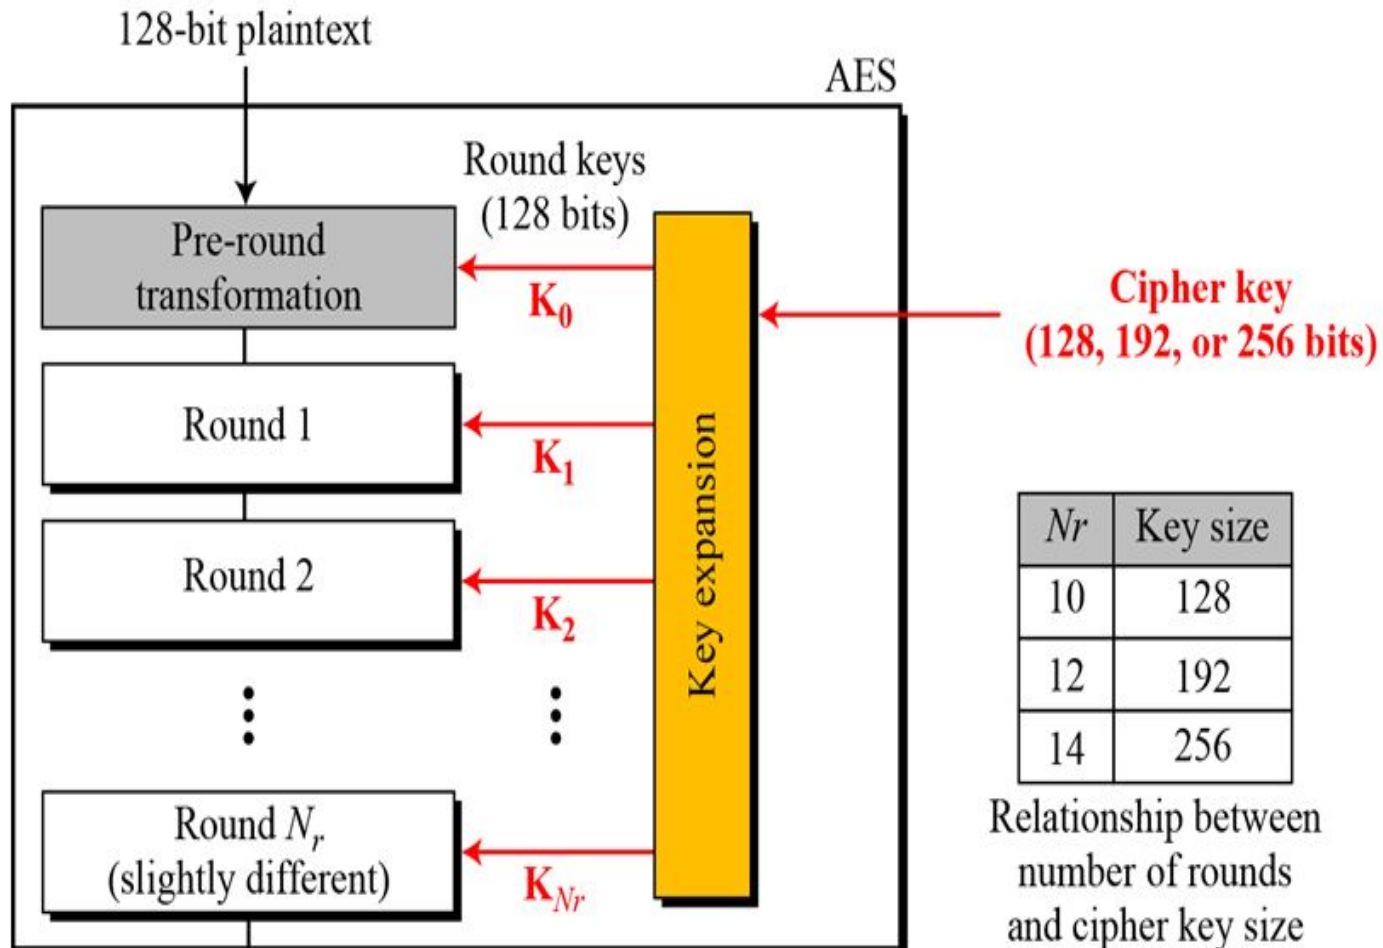 128-bit plaintext
AES
Round keys
(128 bits)
Pre-round
transformation
K0
Cipher key
(128, 192, or 256 bits)
Round 1
K1
Key expansion
Round 2
K2
Nr Key size
10 128
12 192
14 256
Relationship between
number of rounds
and cipher key size
Round Nr
(slightly different)
KNr